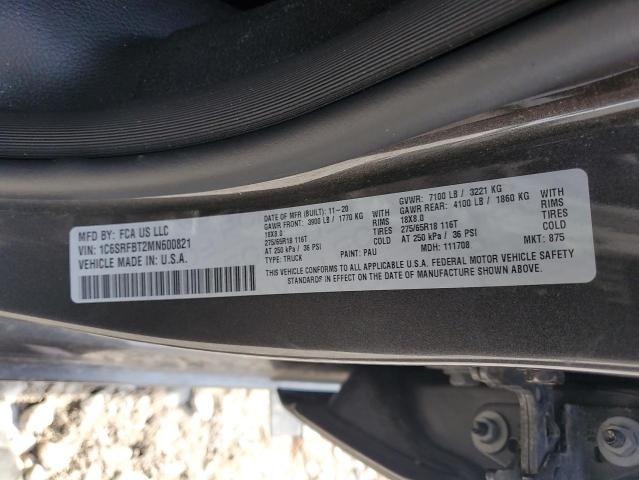 MFD BY: FCA US LLC
VIN: 1C6SRFBT2MN600821
VEHICLE MADE IN U.S.A.
DATE OF MFR (BUILT): 11-20
GAWR FRONT: 3900 LB / 1770 KG WITH
18X8.0 RIMS
275/65R18 116T TIRES
AT 250 kPa / 36 PSI COLD
TYPE: TRUCK PAINT: PAU
GVWR: 7100 LB / 3221 KG
GAWR REAR: 4100 LB / 1860 KG WITH
18X8.0 RIMS
275/65R18 116T TIRES
AT 250 kPa / 36 PSI COLD
MDH: 111708 MKT: 875
THIS VEHICLE CONFORMS TO ALL APPLICABLE U.S.A. FEDERAL MOTOR VEHICLE SAFETY
STANDARDS IN EFFECT ON THE DATE OF MANUFACTURE SHOWN ABOVE.